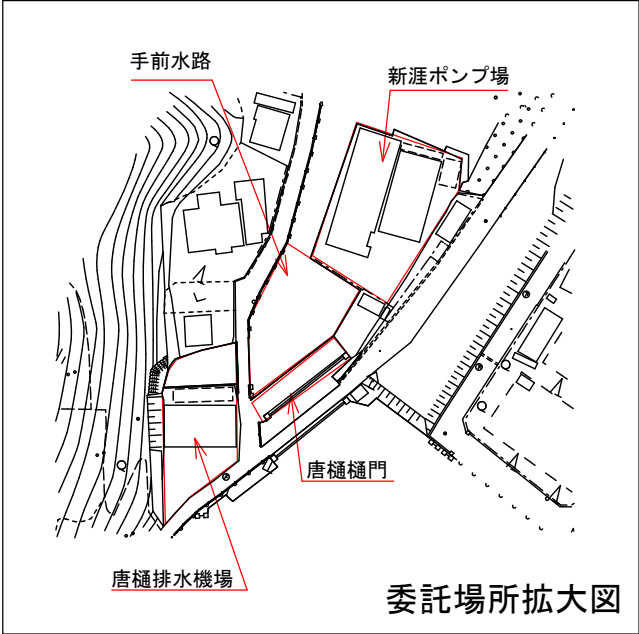 手前水路
新涯ポンプ場
唐樋樋門
唐樋排水機場
委託場所拡大図